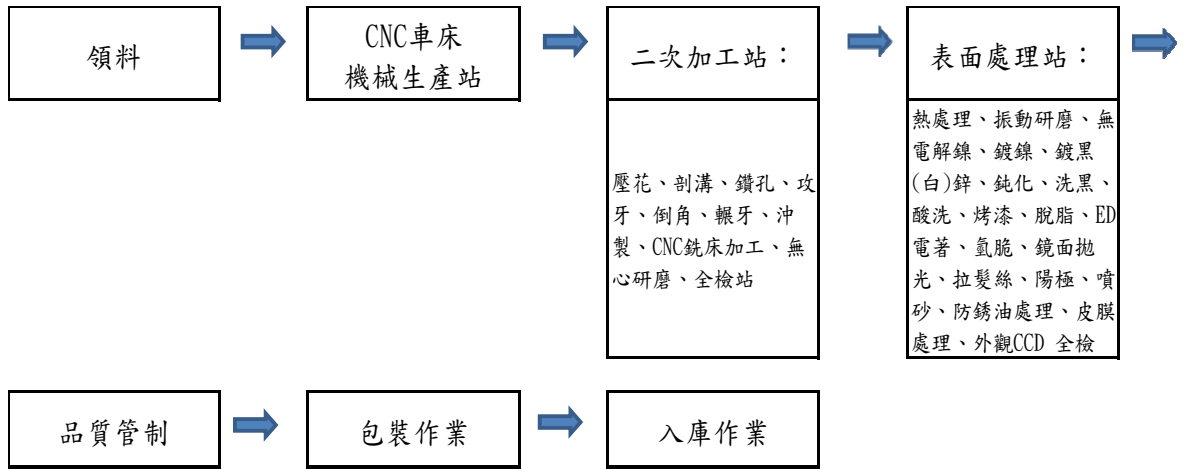 領料
CNC車床
機械生產站
二次加工站：
表面處理站：
壓花、剖溝、鑽孔、攻
牙、倒角、輾牙、沖
製、CNC銑床加工、無
心研磨、全檢站
熱處理、振動研磨、無
電解鎳、鍍鎳、鍍黑
(白)鋅、鈍化、洗黑、
酸洗、烤漆、脫脂、ED
電著、氫脆、鏡面拋
光、拉髮絲、陽極、噴
砂、防銹油處理、皮膜
處理、外觀CCD 全檢
品質管制
包裝作業
入庫作業